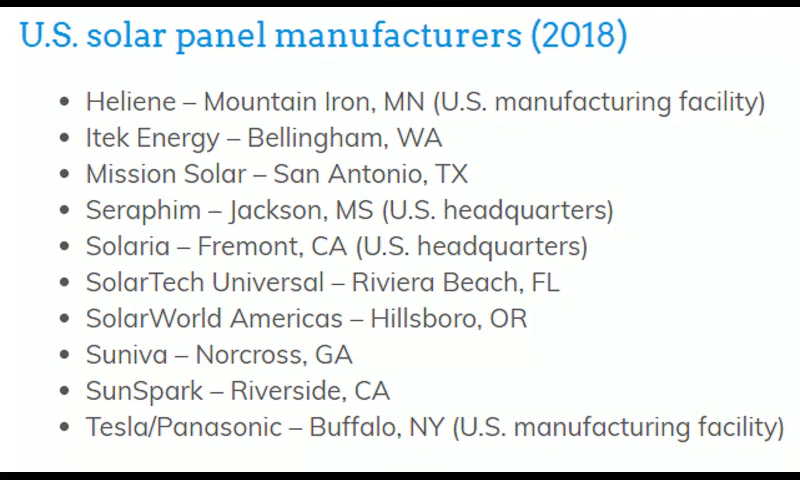 U.S. solar panel manufacturers (2018)
• Heliene – Mountain Iron, MN (U.S. manufacturing facility)
• Itek Energy – Bellingham, WA
• Mission Solar – San Antonio, TX
• Seraphim – Jackson, MS (U.S. headquarters)
• Solaria – Fremont, CA (U.S. headquarters)
• SolarTech Universal – Riviera Beach, FL
• SolarWorld Americas – Hillsboro, OR
• Suniva – Norcross, GA
• SunSpark – Riverside, CA
• Tesla/Panasonic – Buffalo, NY (U.S. manufacturing facility)